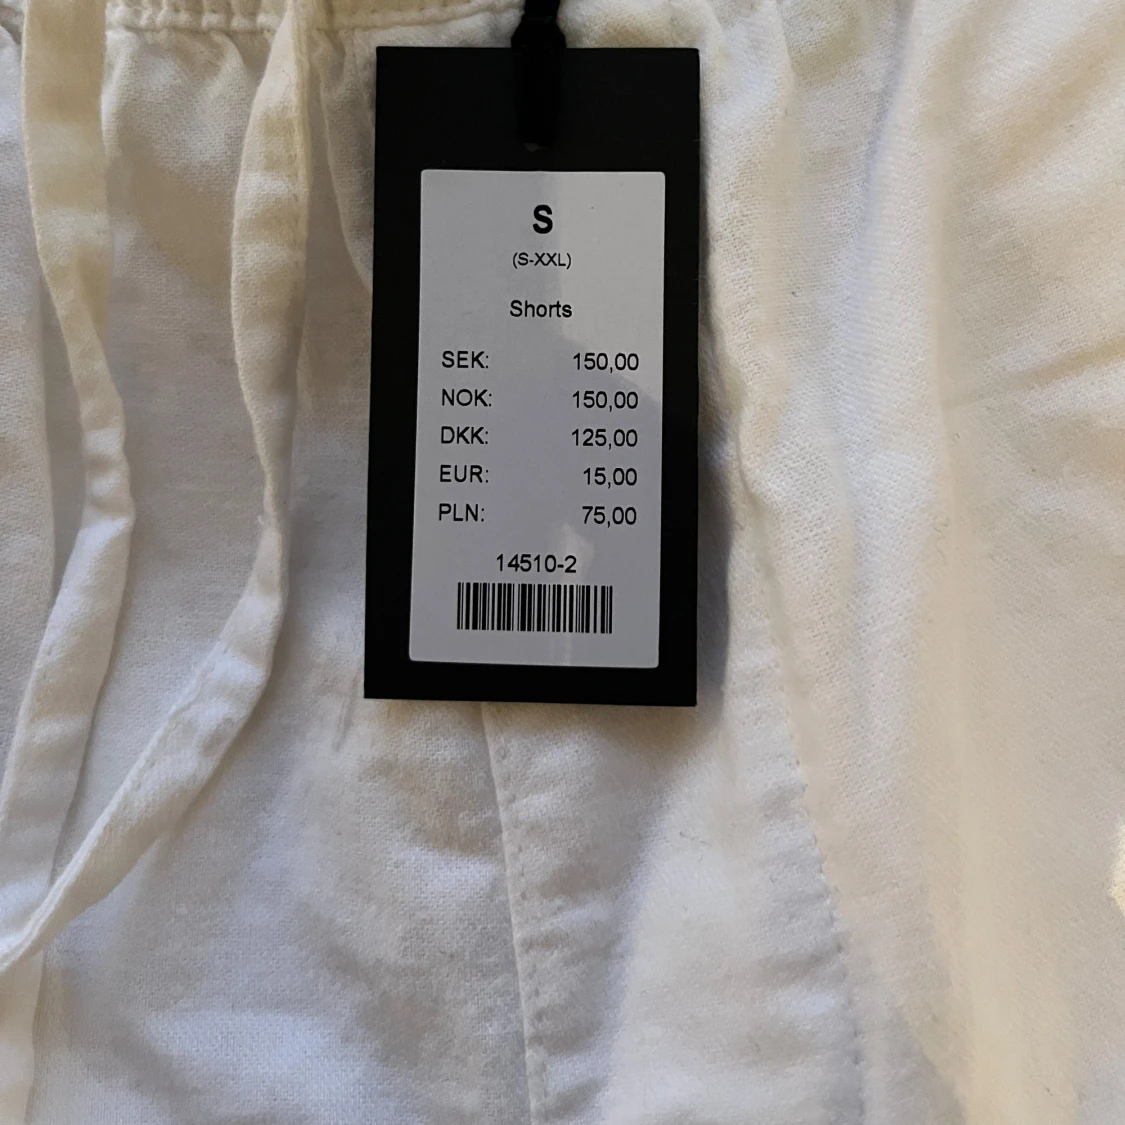 S
(S-XXL)
Shorts
SEK: 150,00
NOK: 150,00
DKK: 125,00
EUR: 15,00
PLN: 75,00
14510-2